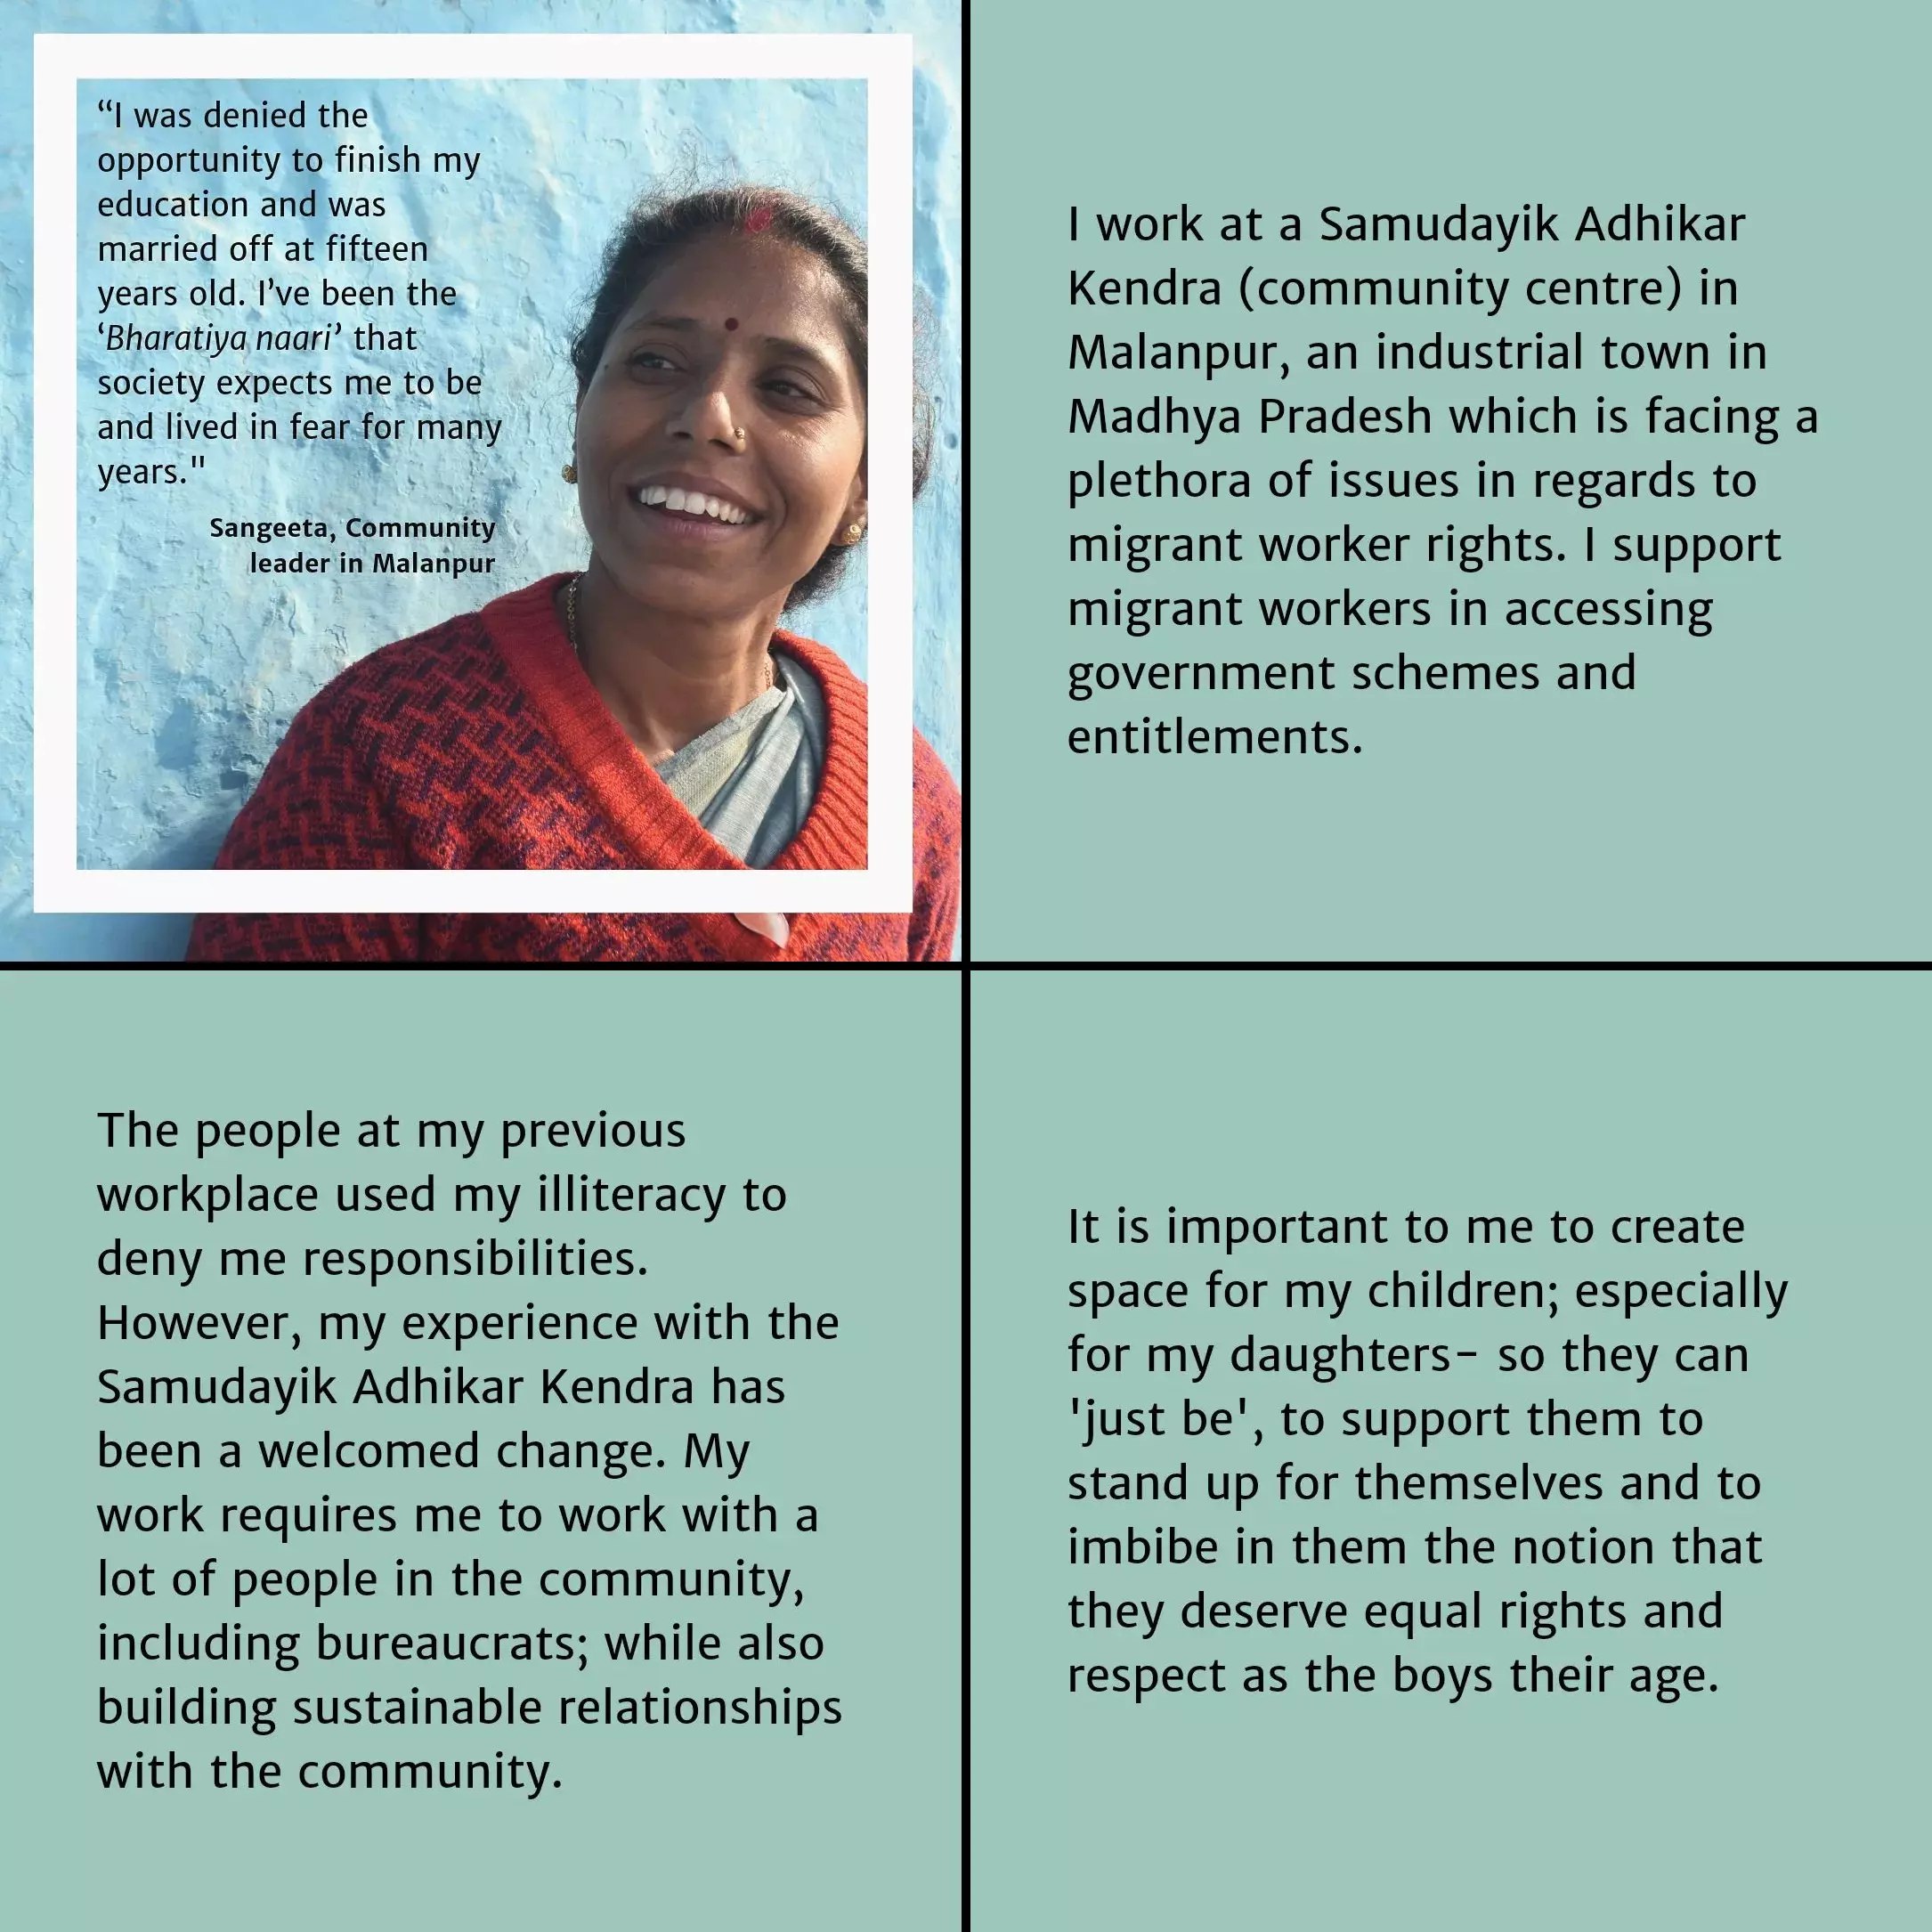 “I was denied the
opportunity to finish my
education and was
married off at fifteen
years old. I’ve been the
‘Bharatiya naari’ that
society expects me to be
and lived in fear for many
years."
Sangeeta, Community
leader in Malanpur
I work at a Samudayik Adhikar
Kendra (community centre) in
Malanpur, an industrial town in
Madhya Pradesh which is facing a
plethora of issues in regards to
migrant worker rights. I support
migrant workers in accessing
government schemes and
entitlements.
The people at my previous
workplace used my illiteracy to
deny me responsibilities.
However, my experience with the
Samudayik Adhikar Kendra has
been a welcomed change. My
work requires me to work with a
lot of people in the community,
including bureaucrats; while also
building sustainable relationships
with the community.
It is important to me to create
space for my children; especially
for my daughters- so they can
'just be', to support them to
stand up for themselves and to
imbibe in them the notion that
they deserve equal rights and
respect as the boys their age.